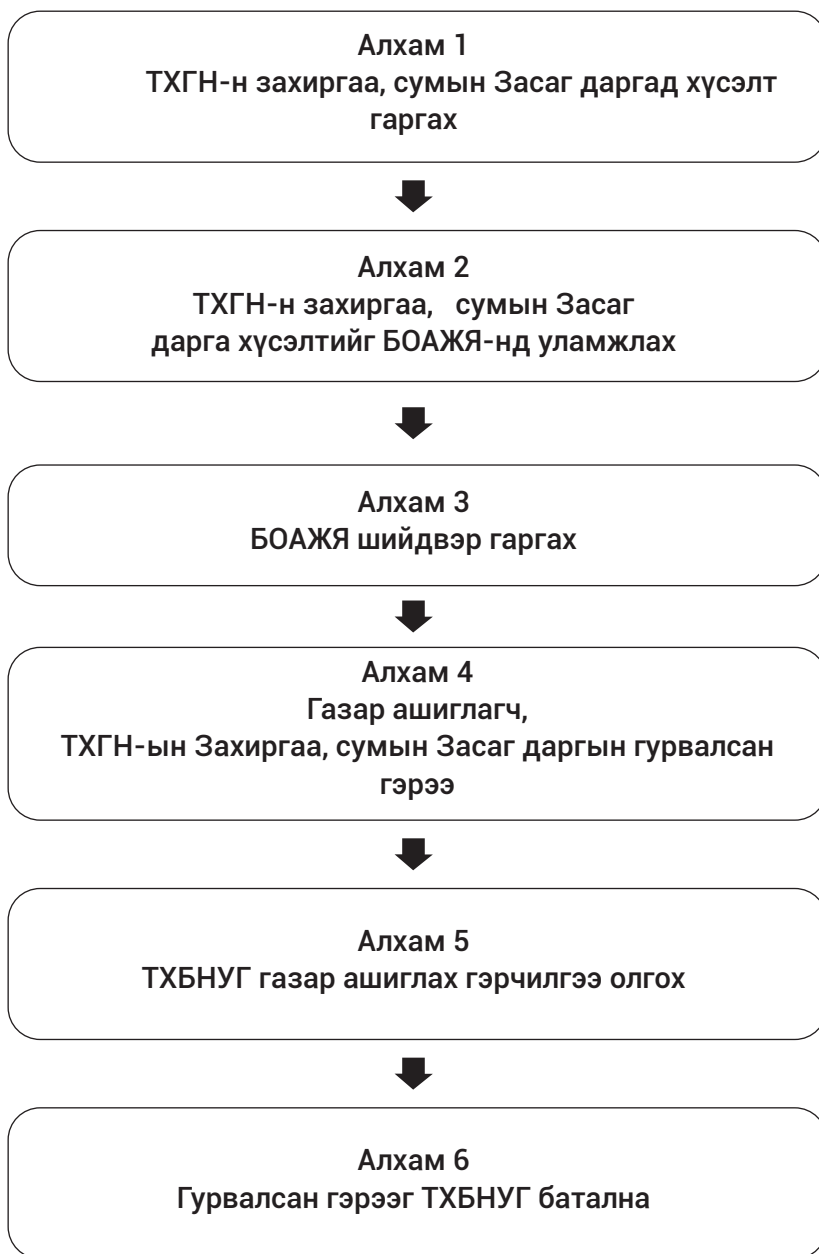 Алхам 1
ТХГН-н захиргаа, сумын Засаг даргад хүсэлт
гаргах
Алхам 2
ТХГН-н захиргаа, сумын Засаг
дарга хүсэлтийг БОАЖЯ-нд уламжлах
Алхам 3
БОАЖЯ шийдвэр гаргах
Алхам 4
Газар ашиглагч,
ТХГН-ын Захиргаа, сумын Засаг даргын гурвалсан
гэрээ
Алхам 5
ТХБНУГ газар ашиглах гэрчилгээ олгох
Алхам 6
Гурвалсан гэрээг ТХБНУГ батална